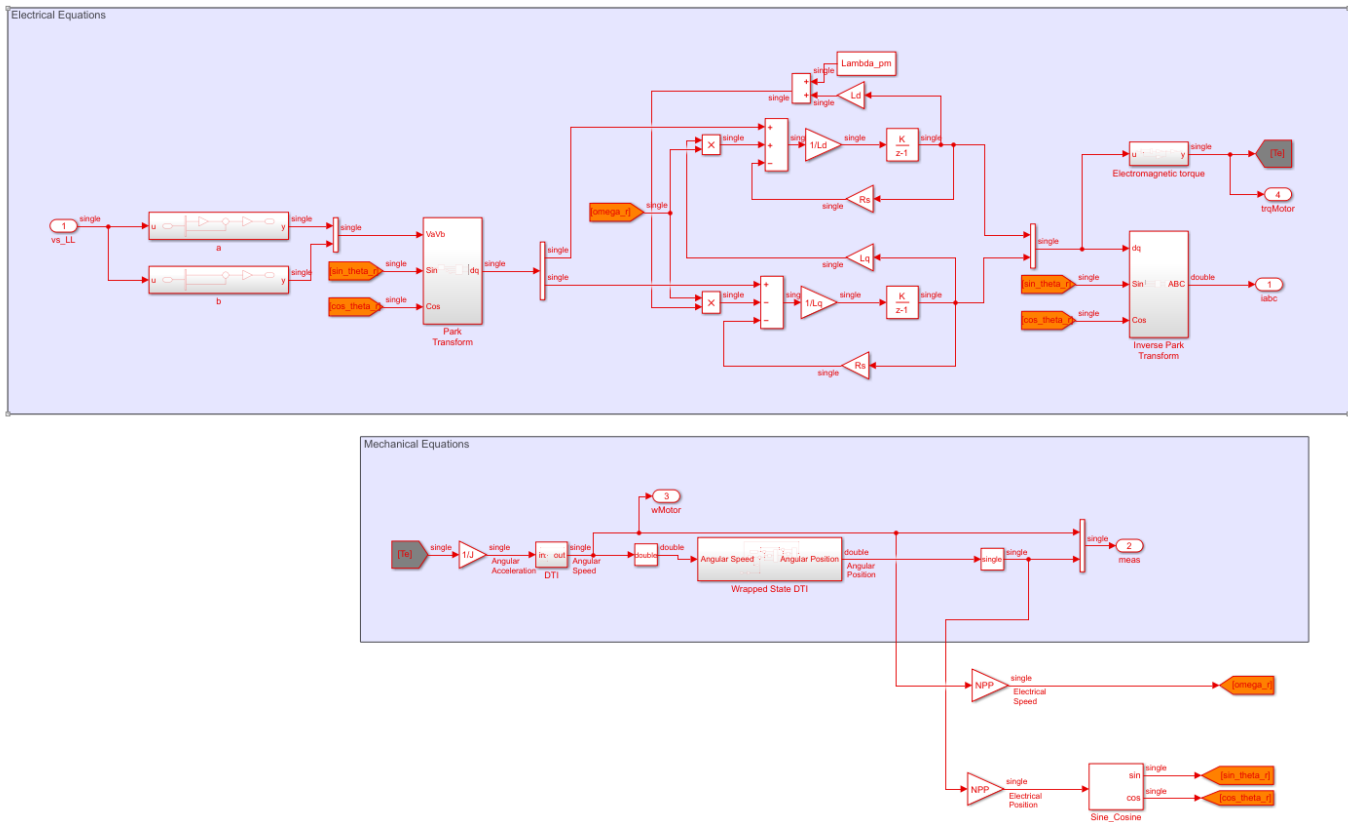 Electrical Equations
Lambda_pm
single
+
+
single
single
Ld
+
+
−
single
×
single
single
1/Ld
single
K
z-1
single
single
Rs
[omega_r]
single
1
vs_LL
single
u
y
single
a
u
y
single
b
single
VaVb
[sin_theta_r]
single
Sin
dq
single
[cos_theta_r]
single
Cos
Park
Transform
single
single
single
Lq
×
single
+
−
−
single
1/Lq
single
K
z-1
single
single
Rs
single
u
y
single
Electromagnetic torque
[Te]
4
trqMotor
dq
[sin_theta_r]
single
Sin
ABC
double
1
iabc
[cos_theta_r]
single
Cos
Inverse Park
Transform
Mechanical Equations
3
wMotor
[Te]
single
1/J
single
Angular
Acceleration
in
out
DTI
single
Angular
Speed
double
double
Angular Speed
Angular Position
Wrapped State DTI
double
Angular
Position
single
single
single
2
meas
NPP
single
Electrical
Speed
[omega_r]
NPP
single
Electrical
Position
sin
cos
Sine_Cosine
single
[sin_theta_r]
single
[cos_theta_r]